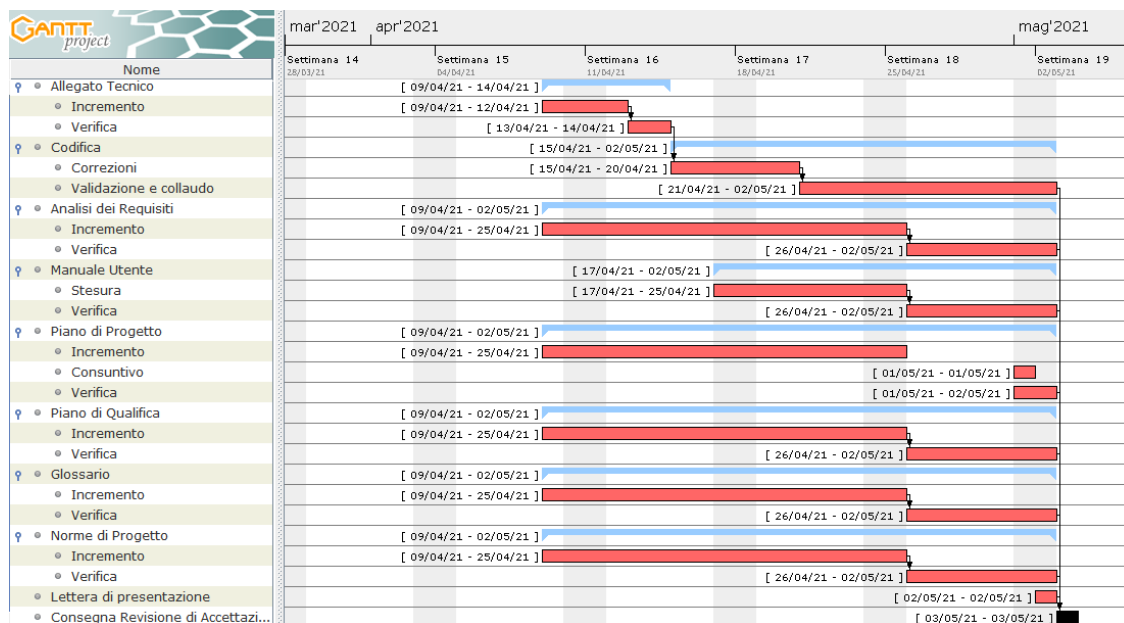 GANTT project
mar'2021 apr'2021 mag'2021
Settimana 14 Settimana 15 Settimana 16 Settimana 17 Settimana 18 Settimana 19
28/03/21 04/04/21 11/04/21 18/04/21 25/04/21 02/05/21
Nome
Allegato Tecnico [ 09/04/21 - 14/04/21 ]
Incremento [ 09/04/21 - 12/04/21 ]
Verifica [ 13/04/21 - 14/04/21 ]
Codifica [ 15/04/21 - 02/05/21 ]
Correzioni [ 15/04/21 - 20/04/21 ]
Validazione e collaudo [ 21/04/21 - 02/05/21 ]
Analisi dei Requisiti [ 09/04/21 - 02/05/21 ]
Incremento [ 09/04/21 - 25/04/21 ]
Verifica [ 26/04/21 - 02/05/21 ]
Manuale Utente [ 17/04/21 - 02/05/21 ]
Stesura [ 17/04/21 - 25/04/21 ]
Verifica [ 26/04/21 - 02/05/21 ]
Piano di Progetto [ 09/04/21 - 02/05/21 ]
Incremento [ 09/04/21 - 25/04/21 ]
Consuntivo [ 01/05/21 - 01/05/21 ]
Verifica [ 01/05/21 - 02/05/21 ]
Piano di Qualifica [ 09/04/21 - 02/05/21 ]
Incremento [ 09/04/21 - 25/04/21 ]
Verifica [ 26/04/21 - 02/05/21 ]
Glossario [ 09/04/21 - 02/05/21 ]
Incremento [ 09/04/21 - 25/04/21 ]
Verifica [ 26/04/21 - 02/05/21 ]
Norme di Progetto [ 09/04/21 - 02/05/21 ]
Incremento [ 09/04/21 - 25/04/21 ]
Verifica [ 26/04/21 - 02/05/21 ]
Lettera di presentazione [ 02/05/21 - 02/05/21 ]
Consegna Revisione di Accettazi... [ 03/05/21 - 03/05/21 ]